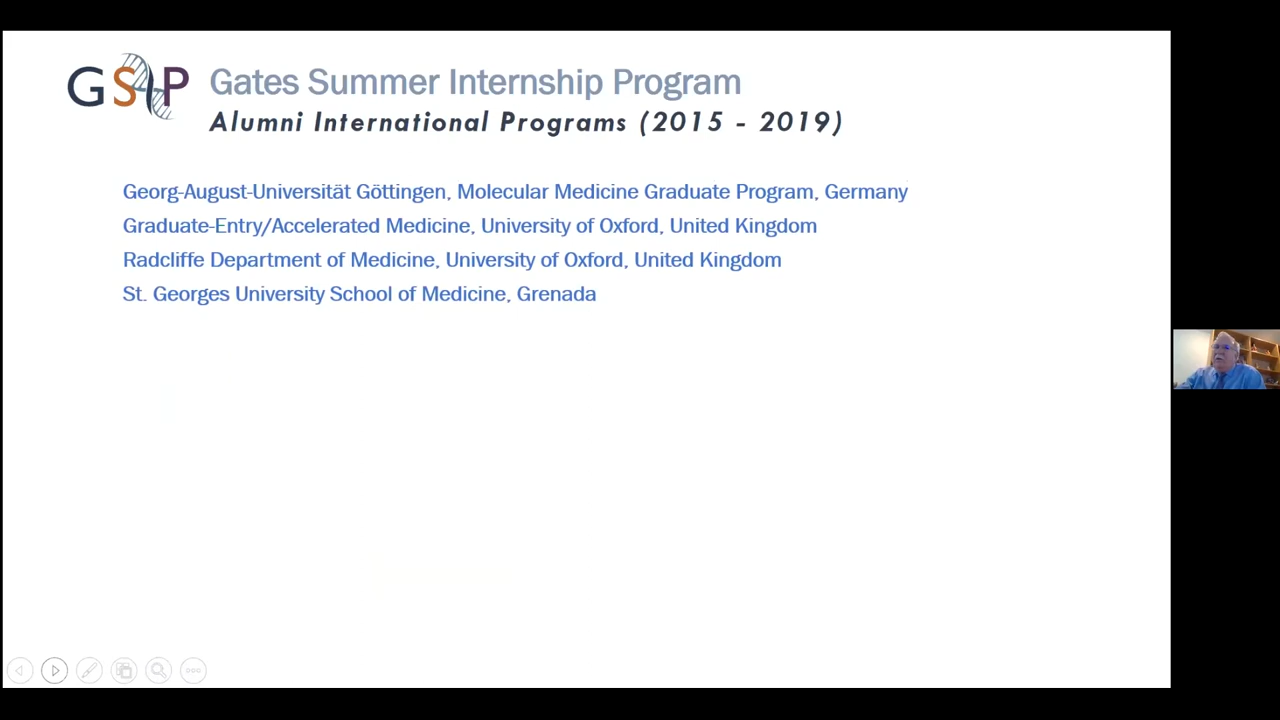 GSIP
Gates Summer Internship Program
Alumni International Programs (2015 - 2019)
Georg-August-Universität Göttingen, Molecular Medicine Graduate Program, Germany
Graduate-Entry/Accelerated Medicine, University of Oxford, United Kingdom
Radcliffe Department of Medicine, University of Oxford, United Kingdom
St. Georges University School of Medicine, Grenada